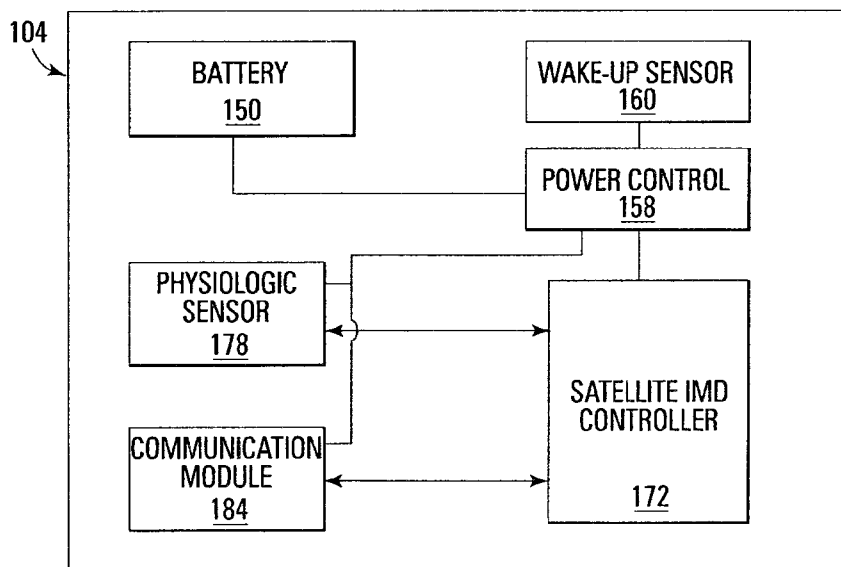 104
BATTERY
150
WAKE-UP SENSOR
160
POWER CONTROL
158
PHYSIOLOGIC
SENSOR
178
SATELLITE IMD
CONTROLLER
172
COMMUNICATION
MODULE
184